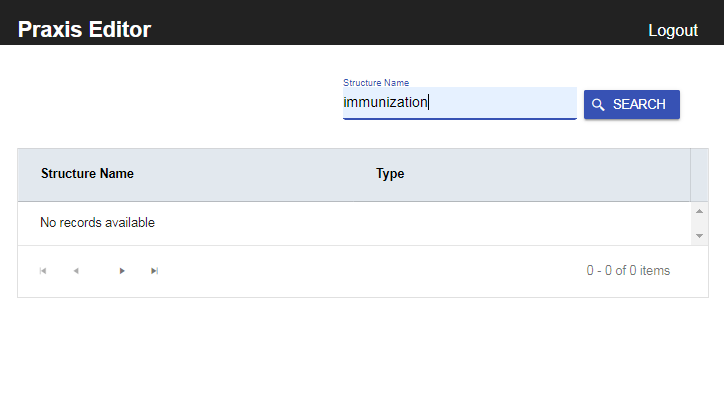 Praxis Editor
Logout
Structure Name
immunization
SEARCH
Structure Name Type
No records available
0 - 0 of 0 items